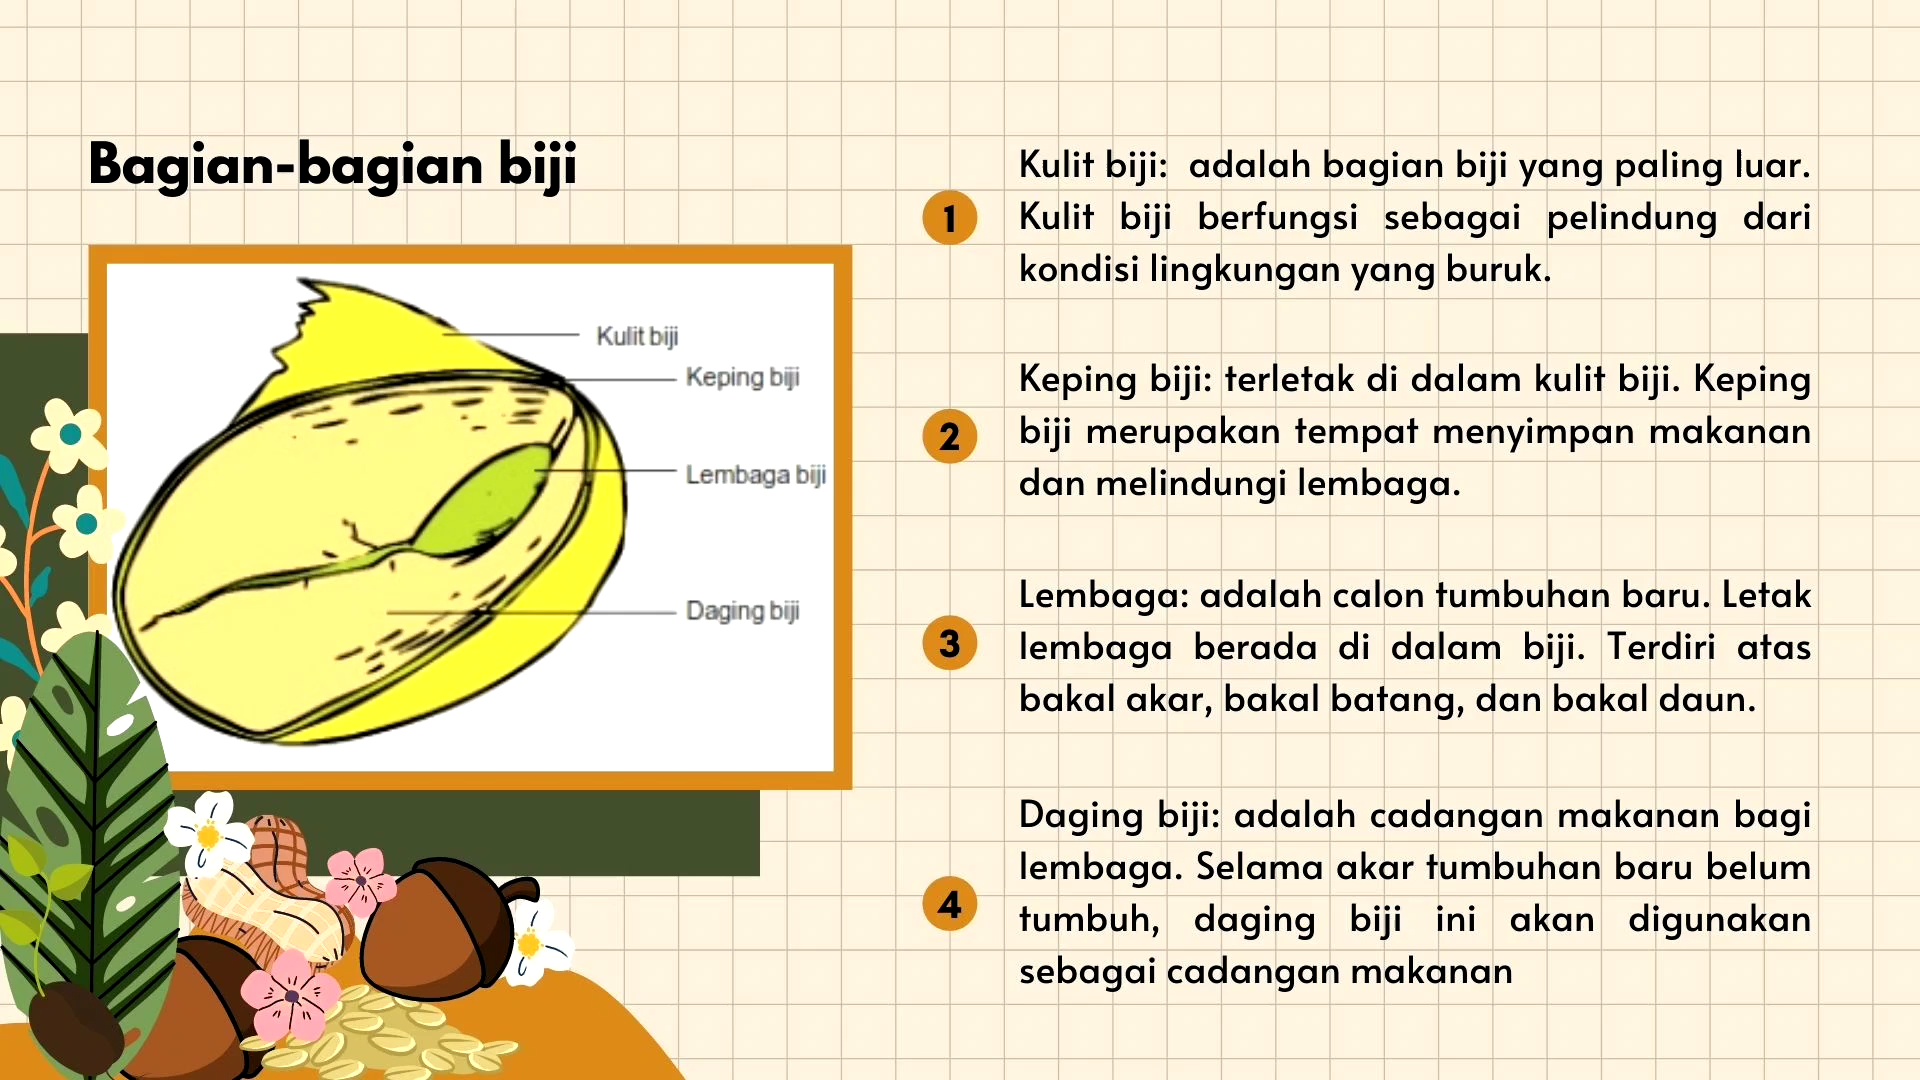 Bagian-bagian biji
Kulit biji
Keping biji
Lembaga biji
Daging biji
1
Kulit biji: adalah bagian biji yang paling luar.
Kulit biji berfungsi sebagai pelindung dari
kondisi lingkungan yang buruk.
2
Keping biji: terletak di dalam kulit biji. Keping
biji merupakan tempat menyimpan makanan
dan melindungi lembaga.
3
Lembaga: adalah calon tumbuhan baru. Letak
lembaga berada di dalam biji. Terdiri atas
bakal akar, bakal batang, dan bakal daun.
4
Daging biji: adalah cadangan makanan bagi
lembaga. Selama akar tumbuhan baru belum
tumbuh, daging biji ini akan digunakan
sebagai cadangan makanan